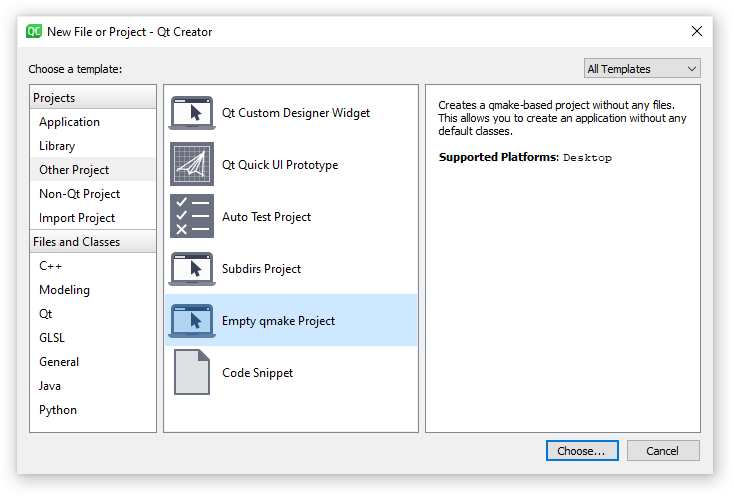 QC New File or Project - Qt Creator
Choose a template:
All Templates
Projects
Application
Library
Other Project
Non-Qt Project
Import Project
Files and Classes
C++
Modeling
Qt
GLSL
General
Java
Python
Qt Custom Designer Widget
Qt Quick UI Prototype
Auto Test Project
Subdirs Project
Empty qmake Project
Code Snippet
Creates a qmake-based project without any files.
This allows you to create an application without any
default classes.
Supported Platforms: Desktop
Choose...
Cancel